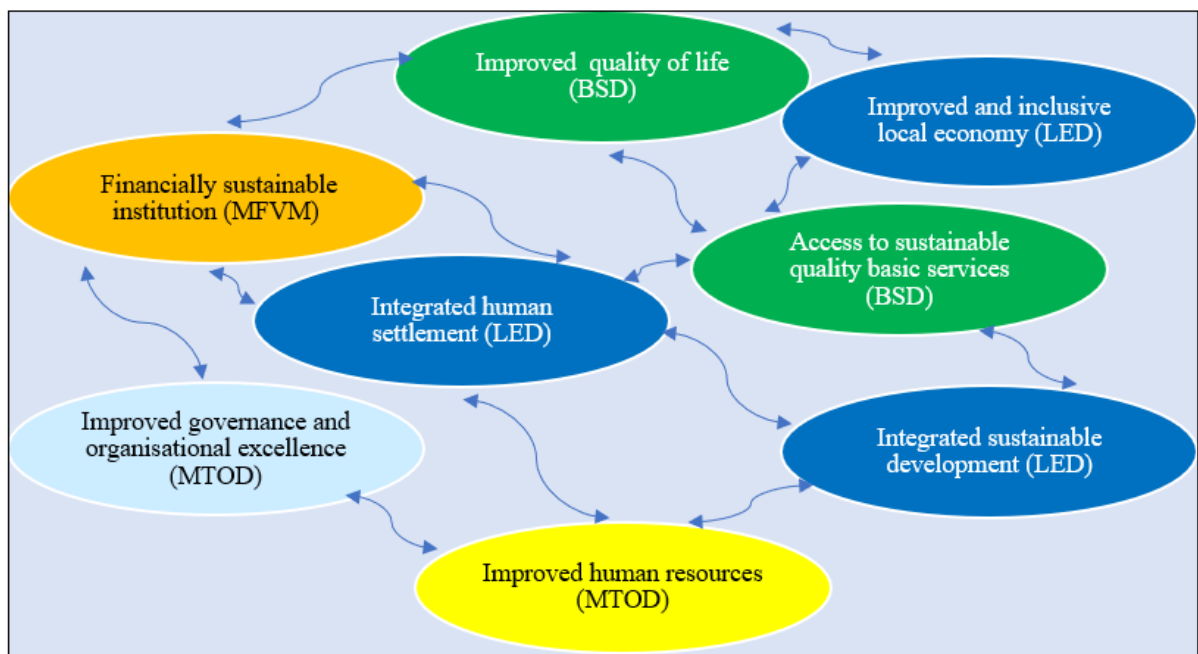 Improved quality of life
(BSD)
Improved and inclusive
local economy (LED)
Financially sustainable
institution (MFVM)
Access to sustainable
quality basic services
(BSD)
Integrated human
settlement (LED)
Improved governance and
organisational excellence
(MTOD)
Integrated sustainable
development (LED)
Improved human resources
(MTOD)